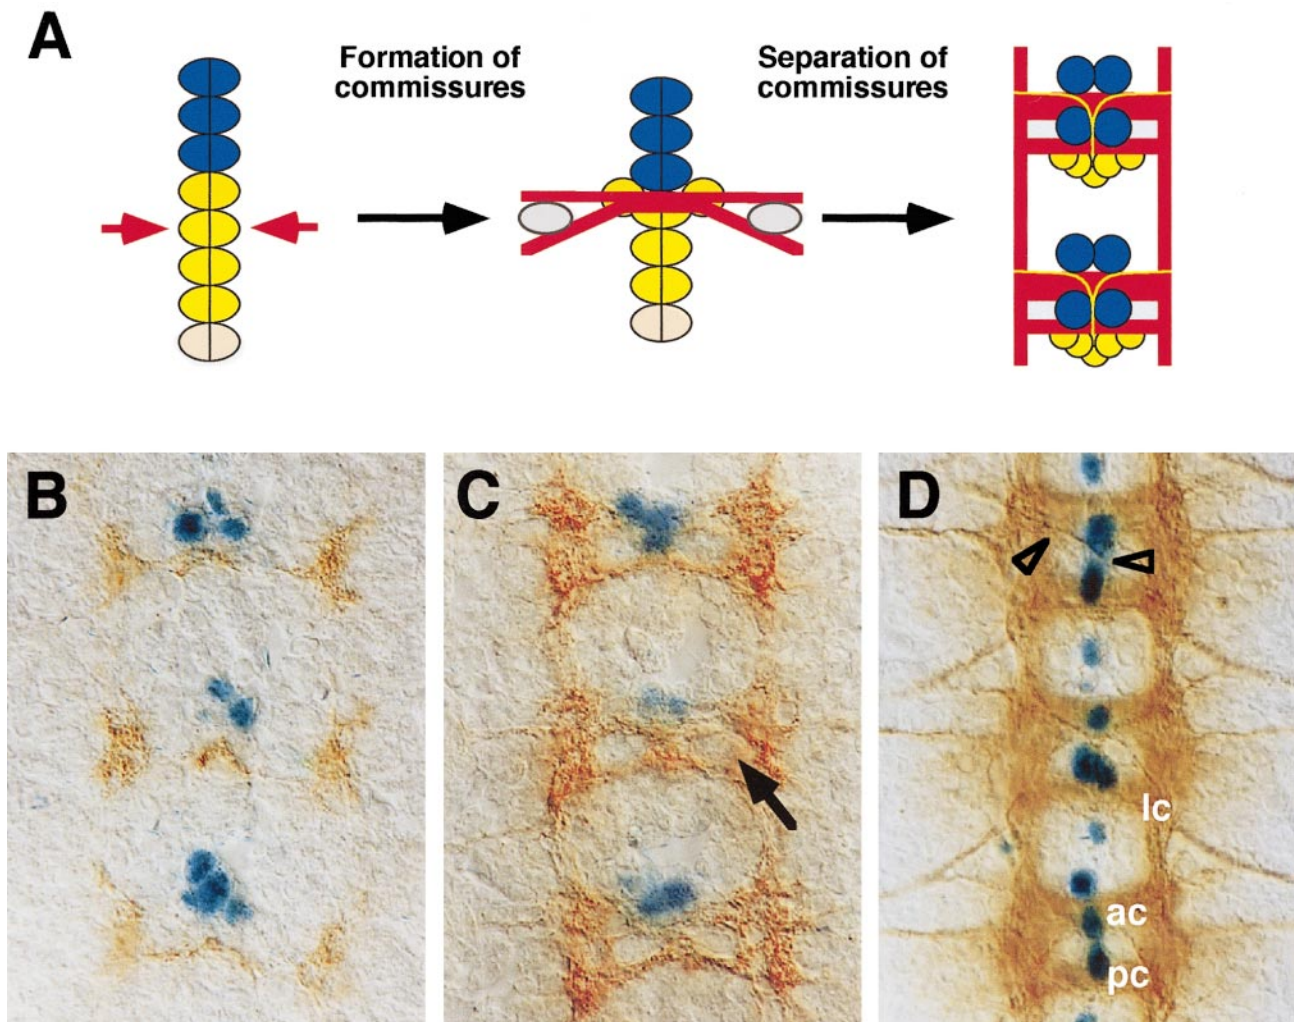 A
Formation of
commissures
Separation of
commissures
B
C
D
lc
ac
pc